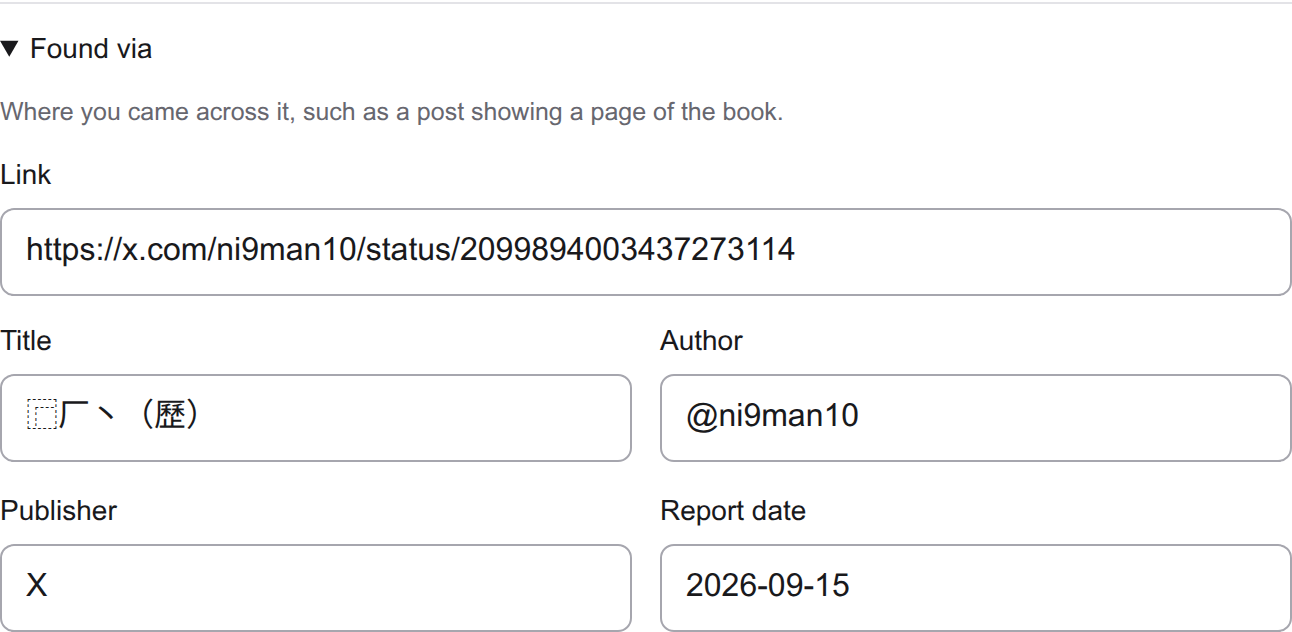 ▼ Found via
Where you came across it, such as a post showing a page of the book.
Link
https://x.com/ni9man10/status/2099894003437273114
Title
Author
⿸厂丶（歷）
@ni9man10
Publisher
Report date
X
2026-09-15